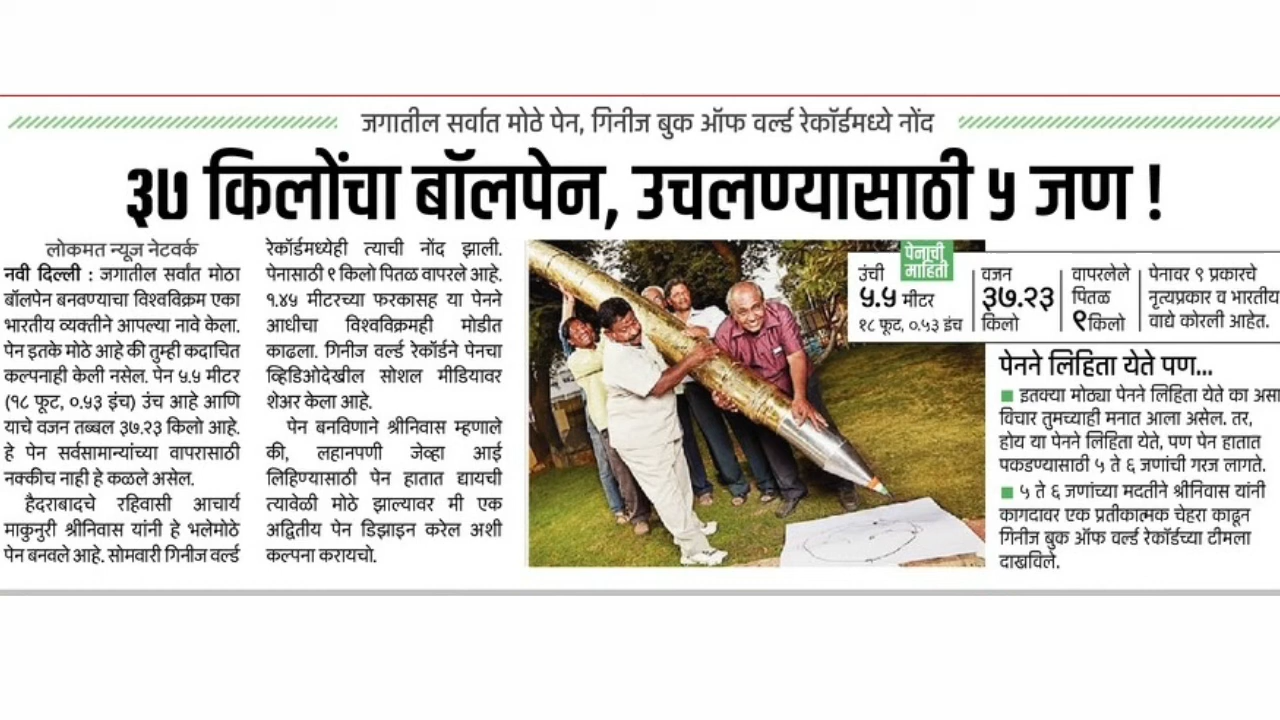 जगातील सर्वात मोठे पेन, गिनीज बुक ऑफ वर्ल्ड रेकॉर्डमध्ये नोंद
३७ किलोंचा बॉलपेन, उचलण्यासाठी ५ जण !
लोकमत न्यूज नेटवर्क
नवी दिल्ली : जगातील सर्वात मोठा
बॉलपेन बनवण्याचा विश्वविक्रम एका
भारतीय व्यक्तीने आपल्या नावे केला.
पेन इतके मोठे आहे की तुम्ही कदाचित
कल्पनाही केली नसेल. पेन ५.५ मीटर
(१८ फूट, ०.५३ इंच) उंच आहे आणि
याचे वजन तब्बल ३७.२३ किलो आहे.
हे पेन सर्वसामान्यांच्या वापरासाठी
नक्कीच नाही हे कळले असेल.
हैदराबादचे रहिवासी आचार्य
माकुनुरी श्रीनिवास यांनी हे भलेमोठे
पेन बनवले आहे. सोमवारी गिनीज वर्ल्ड
रेकॉर्डमध्येही त्याची नोंद झाली.
पेनासाठी ९ किलो पितळ वापरले आहे.
१.४५ मीटरच्या फरकासह या पेनने
आधीचा विश्वविक्रमही मोडीत
काढला. गिनीज वर्ल्ड रेकॉर्डने पेनचा
व्हिडिओदेखील सोशल मीडियावर
शेअर केला आहे.
पेन बनविणाने श्रीनिवास म्हणाले
की, लहानपणी जेव्हा आई
लिहिण्यासाठी पेन हातात द्यायची
त्यावेळी मोठे झाल्यावर मी एक
अद्वितीय पेन डिझाइन करेल अशी
कल्पना करायचो.
पेनाची
माहिती
उंची
५.५ मीटर
१८ फूट, ०.५३ इंच
वजन
३७.२३
किलो
वापरलेले
पितळ
९किलो
पेनावर ९ प्रकारचे
नृत्यप्रकार व भारतीय
वाद्ये कोरली आहेत.
पेनने लिहिता येते पण...
■ इतक्या मोठ्या पेनने लिहिता येते का असा
विचार तुमच्याही मनात आला असेल. तर,
होय या पेनने लिहिता येते, पण पेन हातात
पकडण्यासाठी ५ ते ६ जणांची गरज लागते.
■ ५ ते ६ जणांच्या मदतीने श्रीनिवास यांनी
कागदावर एक प्रतीकात्मक चेहरा काढून
गिनीज बुक ऑफ वर्ल्ड रेकॉर्डच्या टीमला
दाखविले.